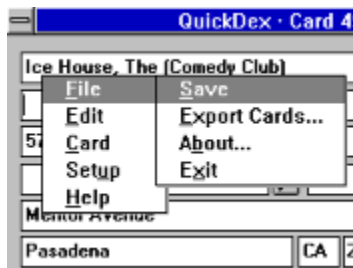 QuickDex · Card 4
Ice House, The (Comedy Club)
File
Save
Edit
Export Cards...
57
Card
About...
Setup
Exit
Help
Mentor Avenue
Pasadena
CA